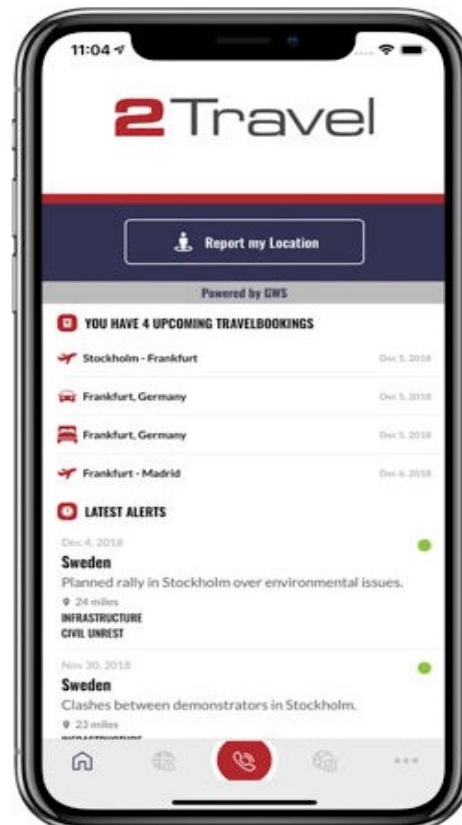 11:04
2Travel
Report my Location
Powered by GWS
YOU HAVE 4 UPCOMING TRAVELBOOKINGS
Stockholm - Frankfurt Dec 5, 2018
Frankfurt, Germany Dec 5, 2018
Frankfurt, Germany Dec 5, 2018
Frankfurt - Madrid Dec 6, 2018
LATEST ALERTS
Dec 4, 2018
Sweden
Planned rally in Stockholm over environmental issues.
24 miles
INFRASTRUCTURE
CIVIL UNREST
Nov 30, 2018
Sweden
Clashes between demonstrators in Stockholm.
23 miles
INFRASTRUCTURE